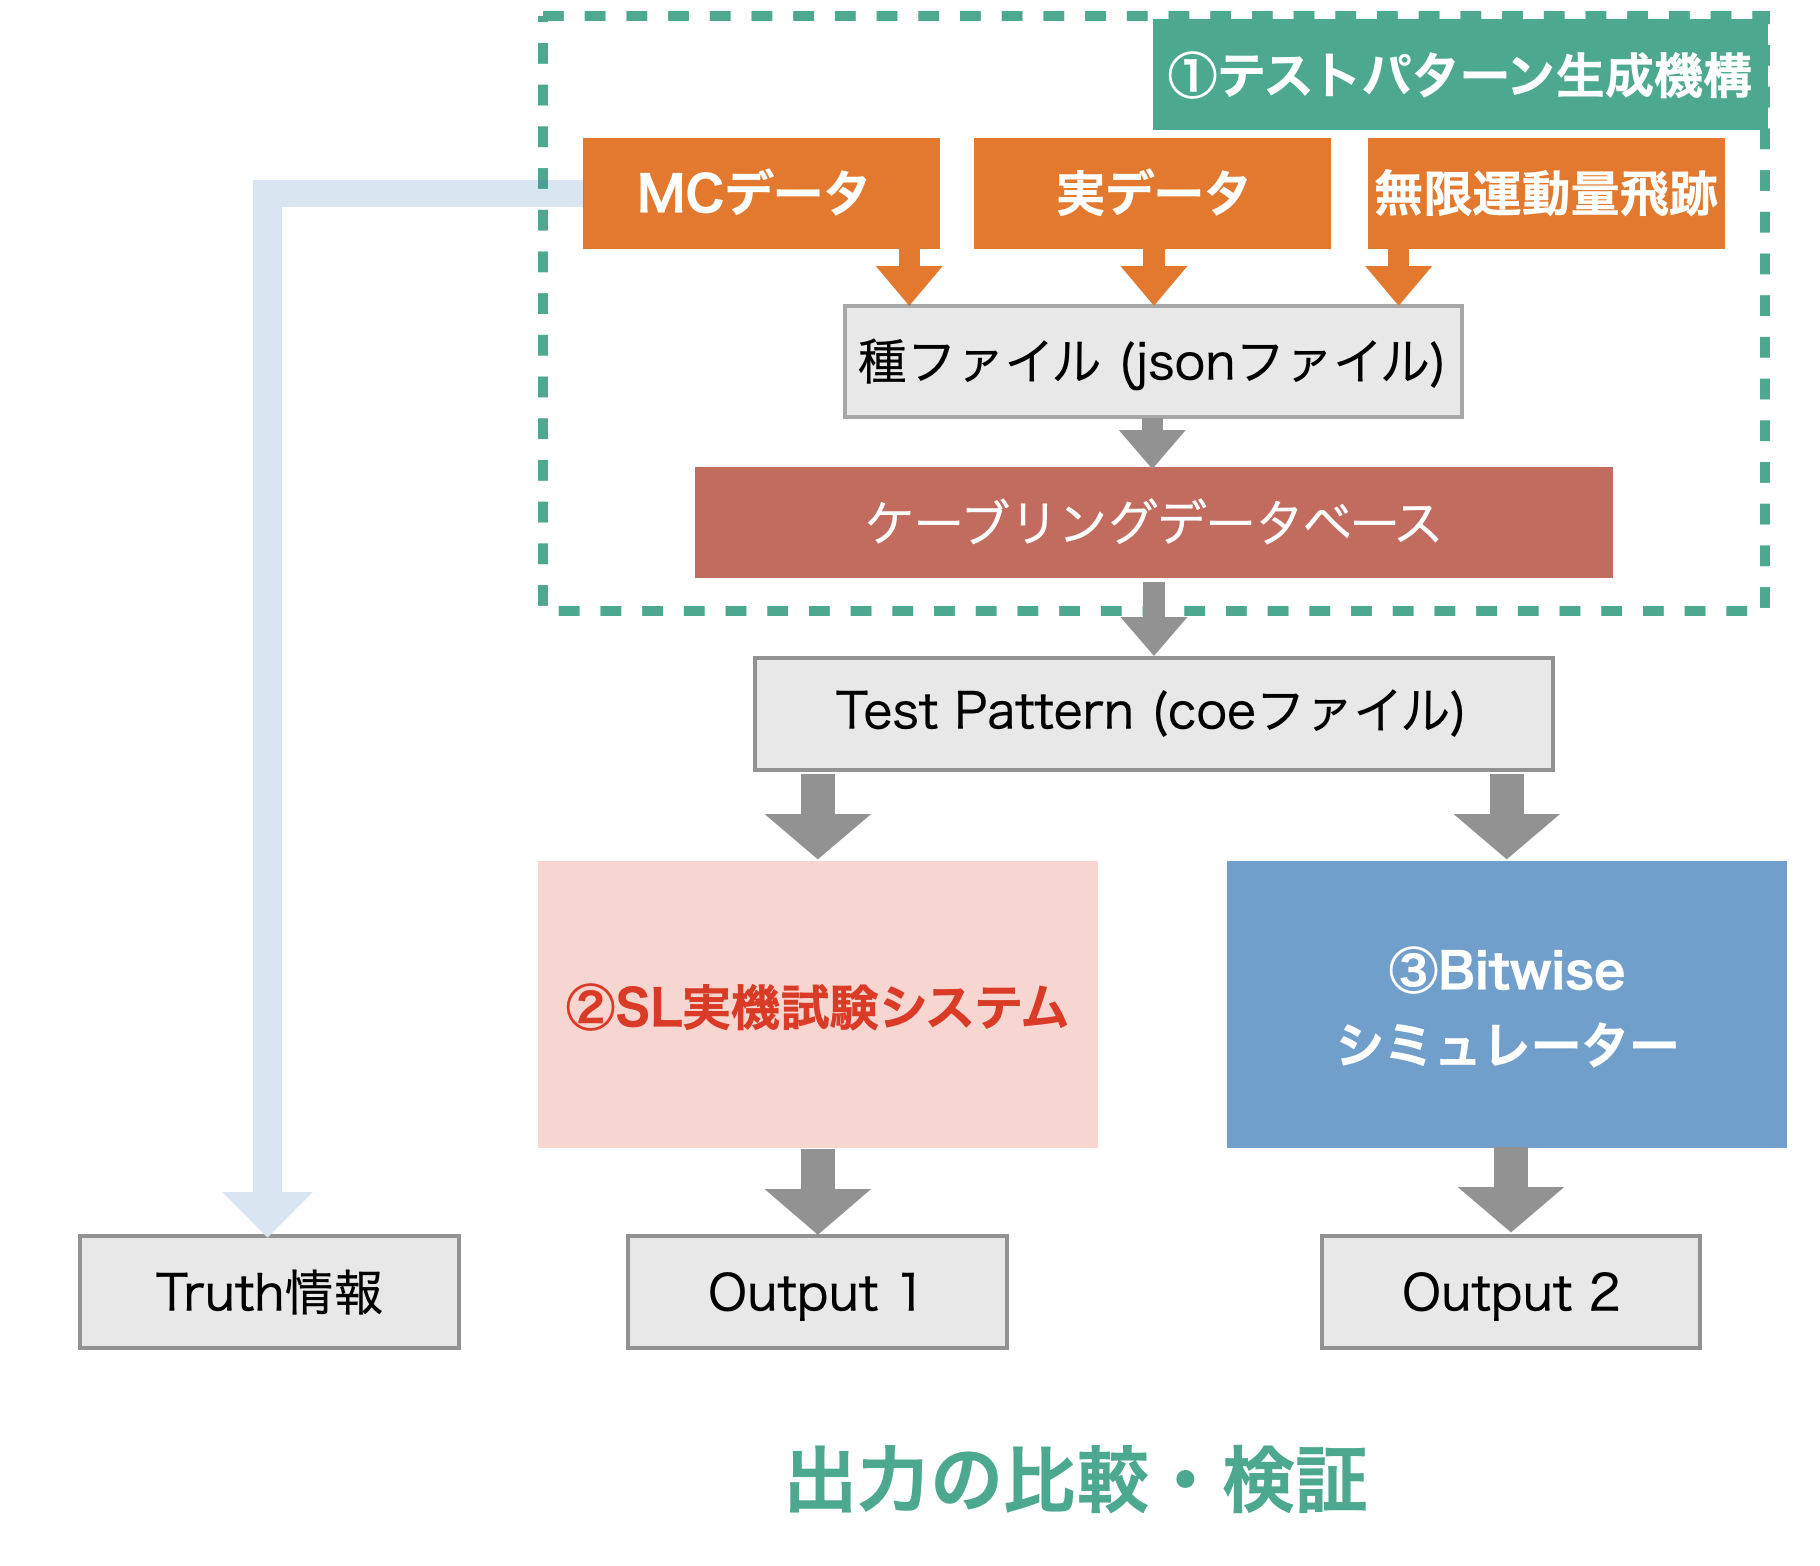 ①テストパターン生成機構
MCデータ
実データ
無限運動量飛跡
種ファイル (jsonファイル)
ケーブリングデータベース
Test Pattern (coeファイル)
②SL実機試験システム
③Bitwise
シミュレーター
Truth情報
Output 1
Output 2
出力の比較・検証